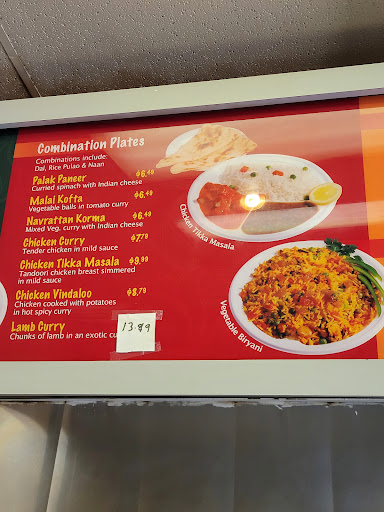 Combination Plates
Combinations include:
Dal, Rice Pulao & Naan
Palak Paneer $6.49
Curried spinach with Indian cheese
Malai Kofta $6.49
Vegetable balls in tomato curry
Navrattan Korma $6.49
Mixed Veg. curry with Indian cheese
Chicken Curry $7.79
Tender chicken in mild sauce
Chicken Tikka Masala $9.99
Tandoori chicken breast simmered
in mild sauce
Chicken Vindaloo $8.79
Chicken cooked with potatoes
in hot spicy curry
Lamb Curry 13.99
Chunks of lamb in an exotic cu
Chicken Tikka Masala
Vegetable Biryani